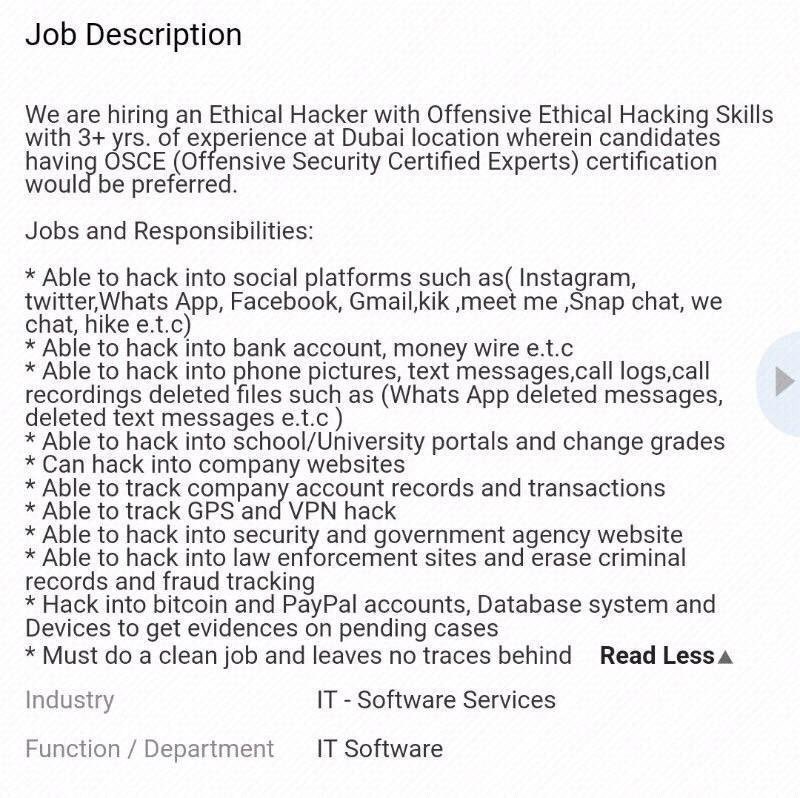 Job Description
We are hiring an Ethical Hacker with Offensive Ethical Hacking Skills
with 3+ yrs. of experience at Dubai location wherein candidates
having OSCE (Offensive Security Certified Experts) certification
would be preferred.
Jobs and Responsibilities:
* Able to hack into social platforms such as( Instagram,
twitter,Whats App, Facebook, Gmail,kik ,meet me ,Snap chat, we
chat, hike e.t.c)
* Able to hack into bank account, money wire e.t.c
* Able to hack into phone pictures, text messages,call logs,call
recordings deleted files such as (Whats App deleted messages,
deleted text messages e.t.c )
* Able to hack into school/University portals and change grades
* Can hack into company websites
* Able to track company account records and transactions
* Able to track GPS and VPN hack
* Able to hack into security and government agency website
* Able to hack into law enforcement sites and erase criminal
records and fraud tracking
* Hack into bitcoin and PayPal accounts, Database system and
Devices to get evidences on pending cases
* Must do a clean job and leaves no traces behind Read Less▲
Industry IT - Software Services
Function / Department IT Software